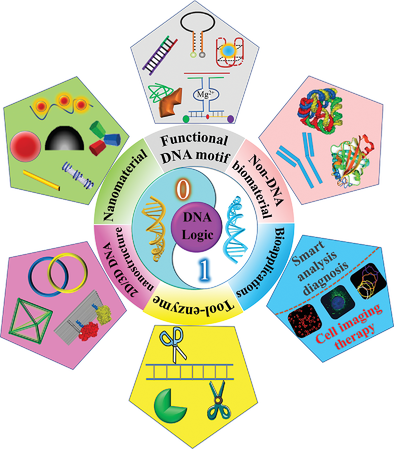 Mg2+
Functional
DNA motif
Nanomaterial
Non-DNA
biomaterial
0
DNA
Logic
1
2D/3D DNA
nanostructure
Tool-enzyme
Bioapplications
Smart
analysis
diagnosis
Cell imaging
therapy